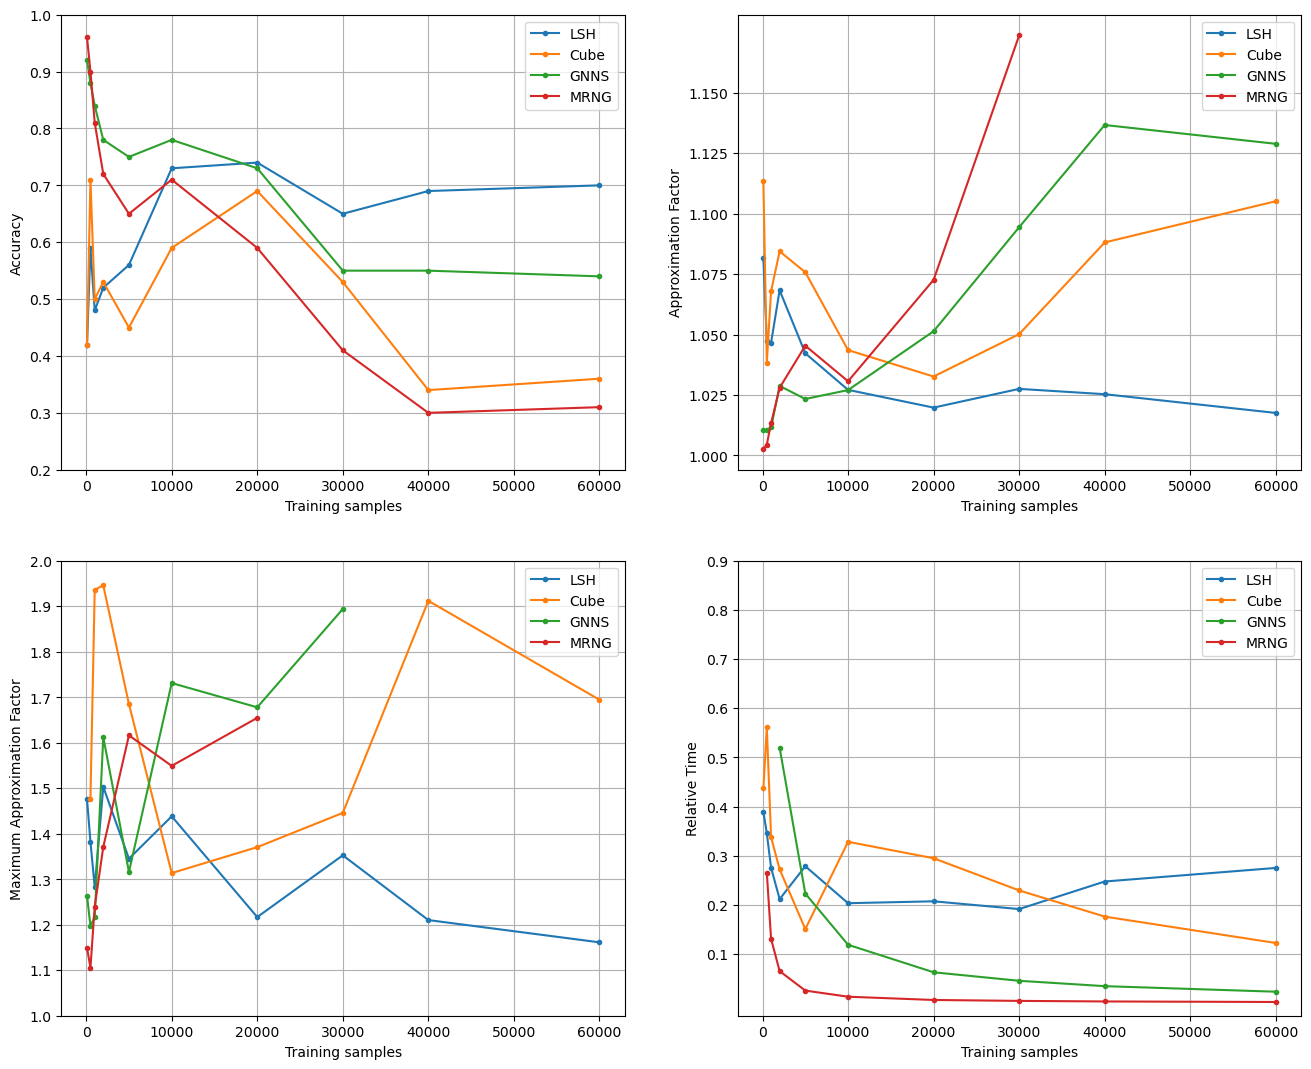 1.0
0.9
0.8
0.7
0.6
0.5
0.4
0.3
0.2
Accuracy
0
10000
20000
30000
40000
50000
60000
Training samples
LSH
Cube
GNNS
MRNG
1.150
1.125
1.100
1.075
1.050
1.025
1.000
Approximation Factor
0
10000
20000
30000
40000
50000
60000
Training samples
LSH
Cube
GNNS
MRNG
2.0
1.9
1.8
1.7
1.6
1.5
1.4
1.3
1.2
1.1
1.0
Maximum Approximation Factor
0
10000
20000
30000
40000
50000
60000
Training samples
LSH
Cube
GNNS
MRNG
0.9
0.8
0.7
0.6
0.5
0.4
0.3
0.2
0.1
Relative Time
0
10000
20000
30000
40000
50000
60000
Training samples
LSH
Cube
GNNS
MRNG